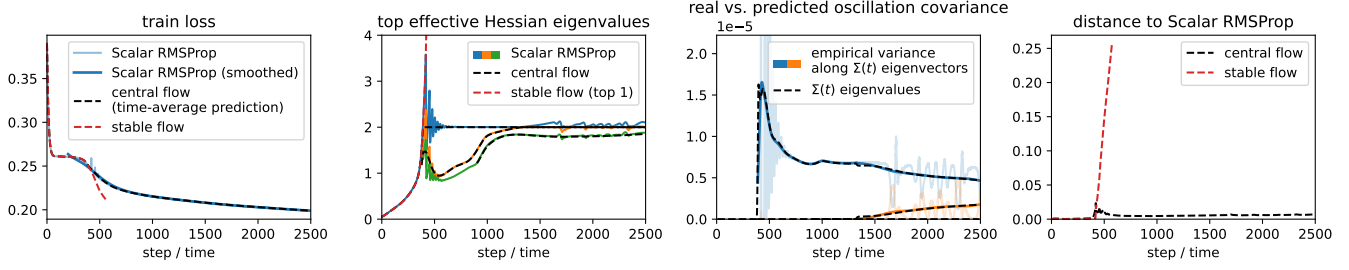 train loss
0.35
0.30
0.25
0.20
0
500
1000
1500
2000
2500
step / time
Scalar RMSProp
Scalar RMSProp (smoothed)
central flow
(time-average prediction)
stable flow
top effective Hessian eigenvalues
4
3
2
1
0
0
500
1000
1500
2000
2500
step / time
Scalar RMSProp
central flow
stable flow (top 1)
real vs. predicted oscillation covariance
1e−5
2.0
1.5
1.0
0.5
0.0
0
500
1000
1500
2000
2500
step / time
empirical variance
along Σ(t) eigenvectors
Σ(t) eigenvalues
distance to Scalar RMSProp
0.25
0.20
0.15
0.10
0.05
0.00
0
500
1000
1500
2000
2500
step / time
central flow
stable flow